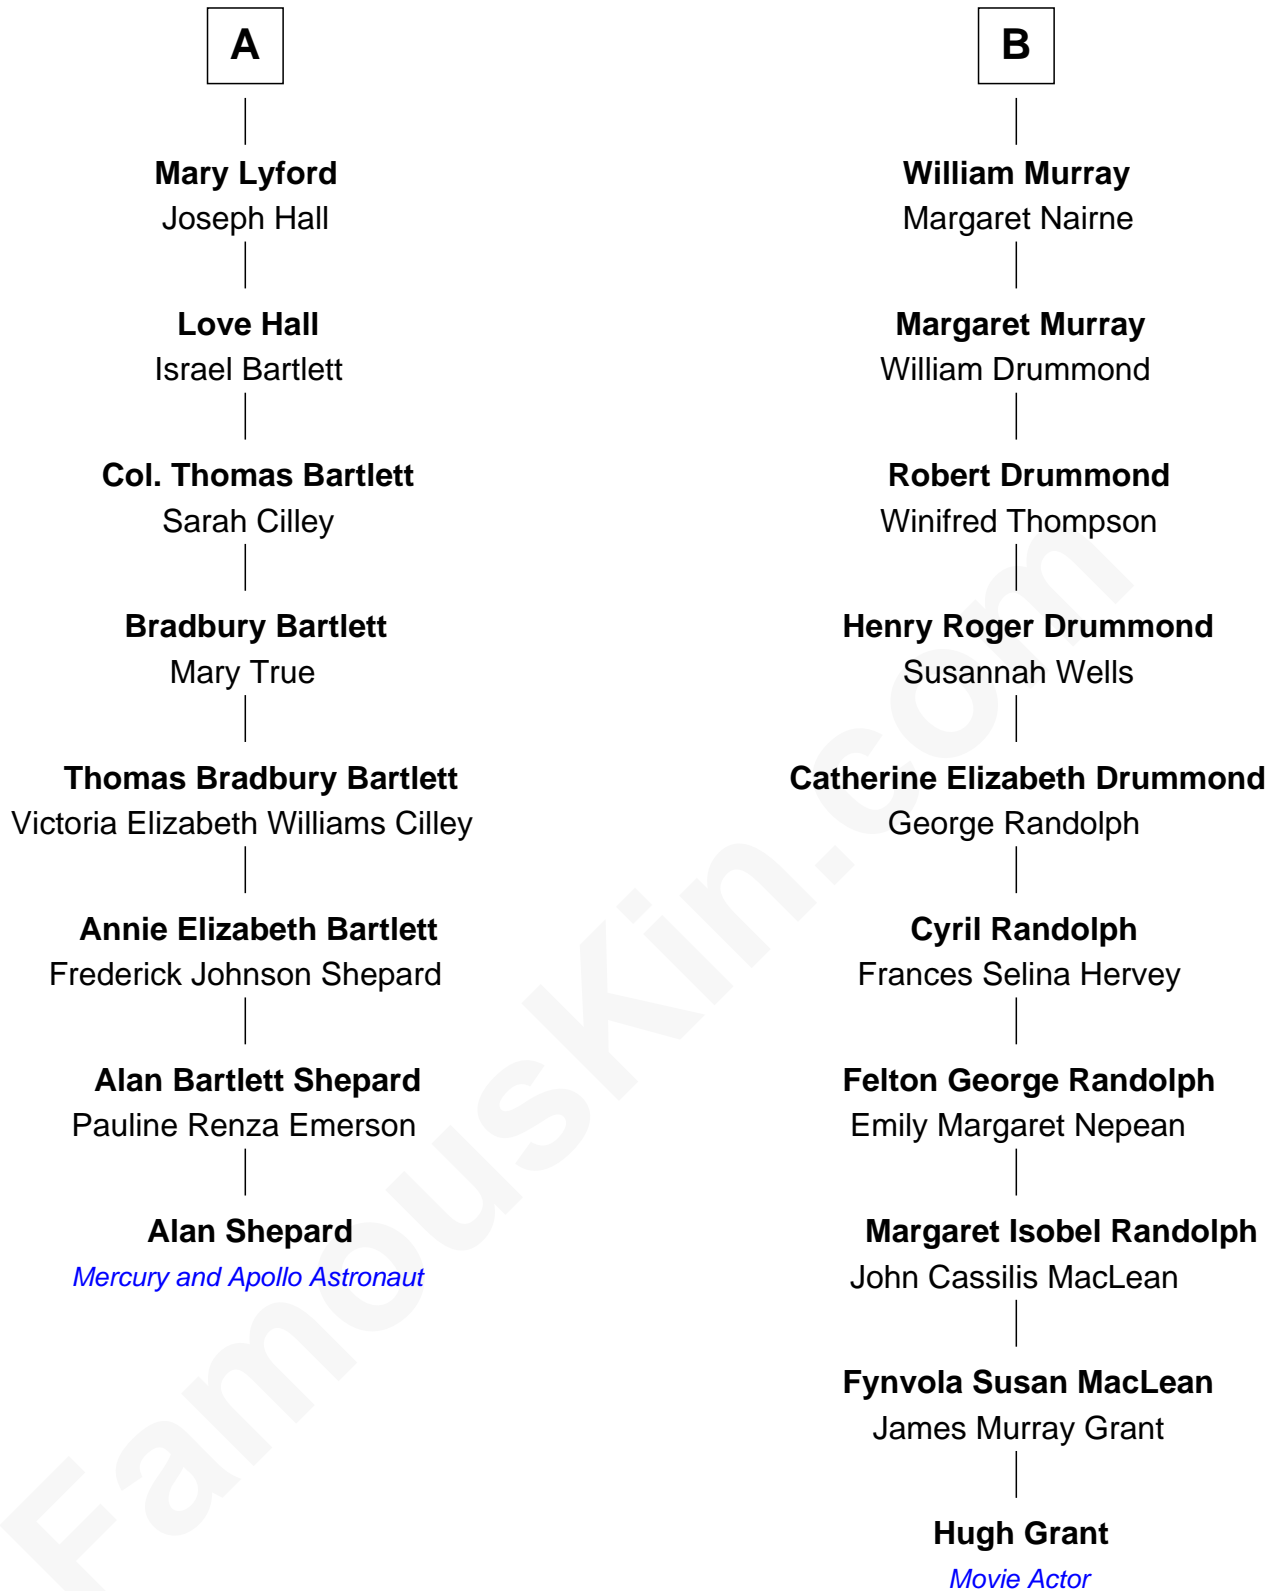 A
Mary Lyford
Joseph Hall
Love Hall
Israel Bartlett
Col. Thomas Bartlett
Sarah Cilley
Bradbury Bartlett
Mary True
Thomas Bradbury Bartlett
Victoria Elizabeth Williams Cilley
Annie Elizabeth Bartlett
Frederick Johnson Shepard
Alan Bartlett Shepard
Pauline Renza Emerson
Alan Shepard
Mercury and Apollo Astronaut
B
William Murray
Margaret Nairne
Margaret Murray
William Drummond
Robert Drummond
Winifred Thompson
Henry Roger Drummond
Susannah Wells
Catherine Elizabeth Drummond
George Randolph
Cyril Randolph
Frances Selina Hervey
Felton George Randolph
Emily Margaret Nepean
Margaret Isobel Randolph
John Cassilis MacLean
Fynvola Susan MacLean
James Murray Grant
Hugh Grant
Movie Actor
FamousKin.com